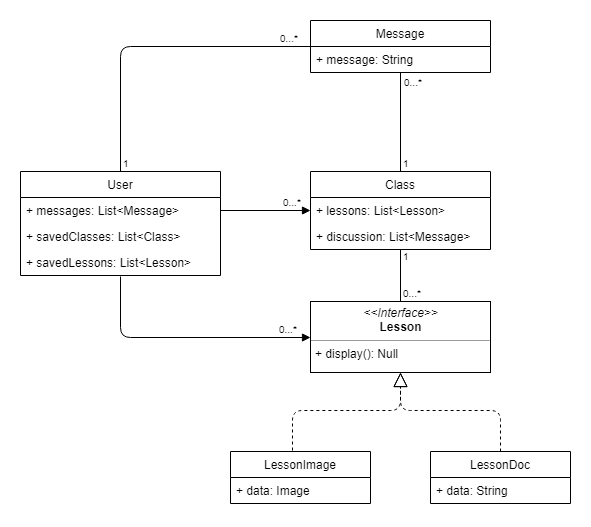 Message
0...*
+ message: String
0...*
1
1
User
Class
+ messages: List<Message>
0...*
+ lessons: List<Lesson>
+ savedClasses: List<Class>
+ discussion: List<Message>
+ savedLessons: List<Lesson>
1
0...*
<<Interface>>
Lesson
0...*
+ display(): Null
LessonImage
LessonDoc
+ data: Image
+ data: String